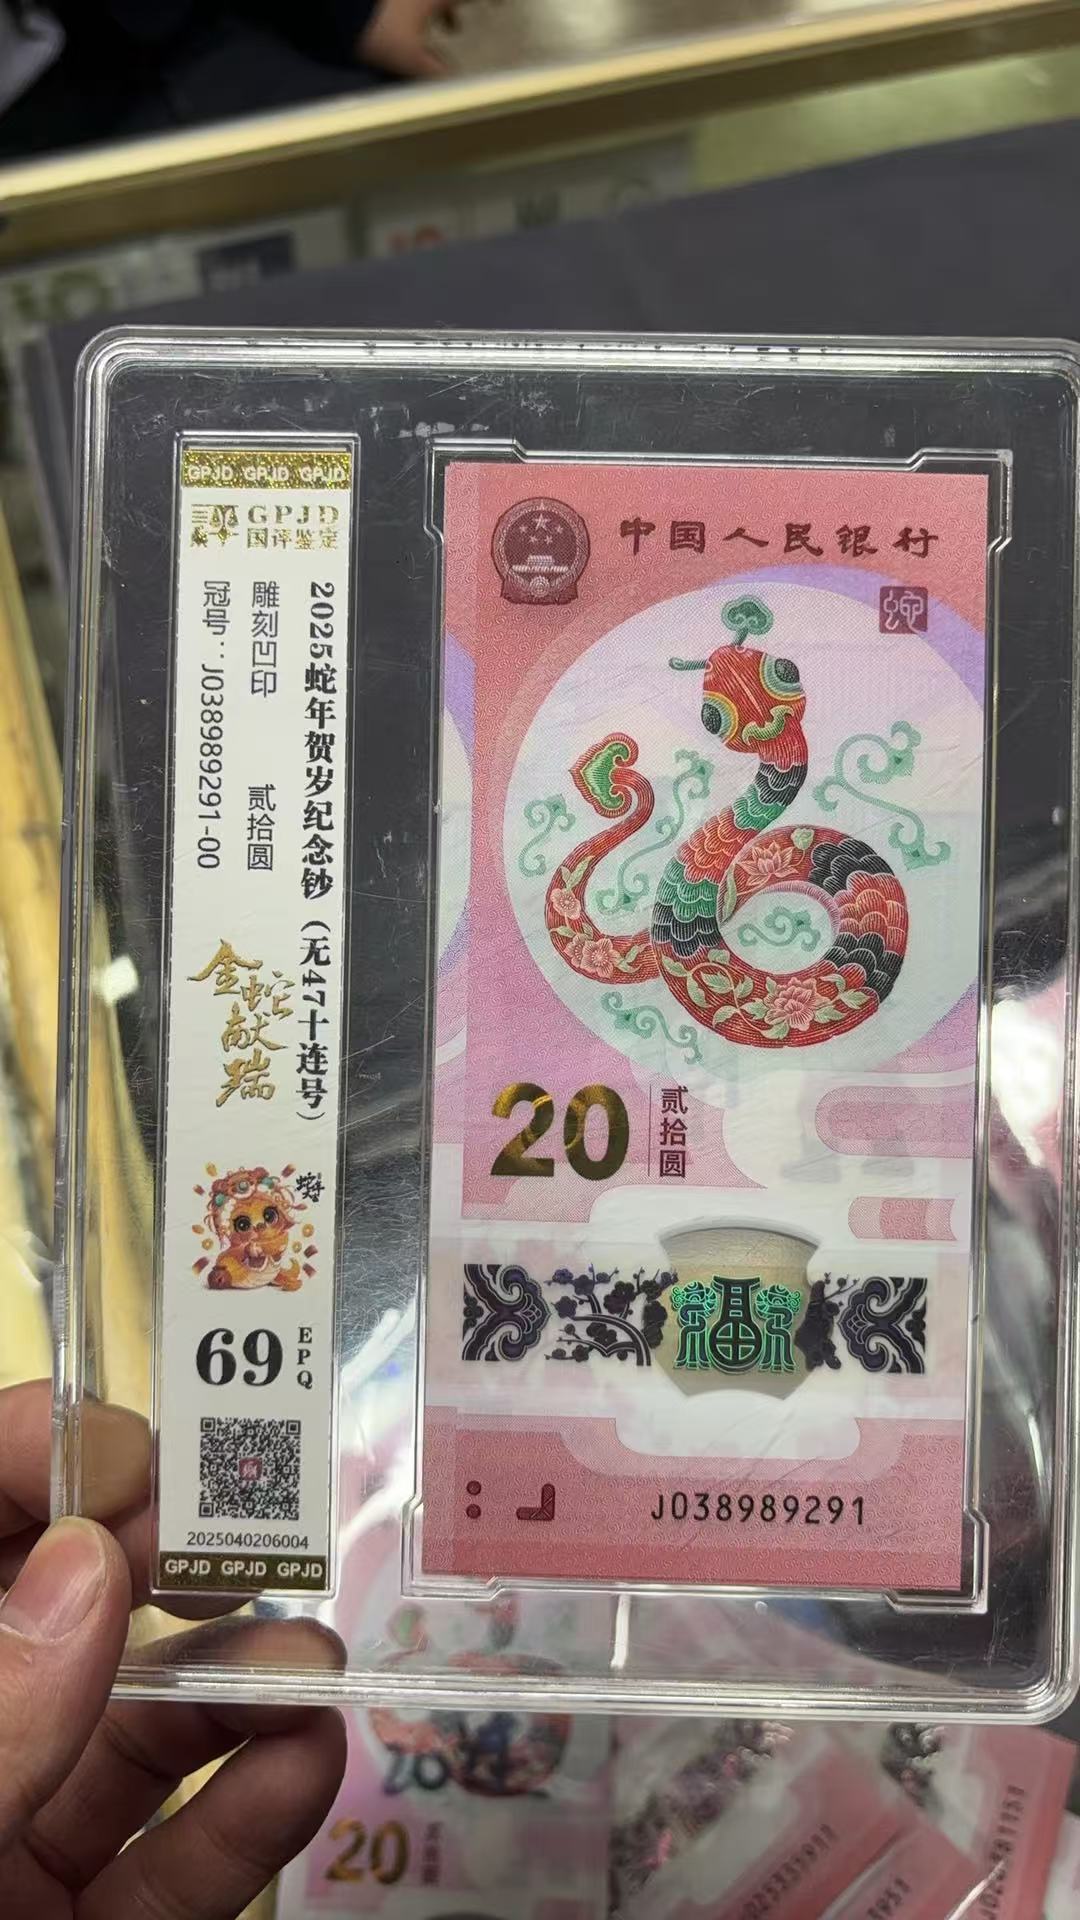 GPJD GPJD GPJD
GPJD
国评鉴定
2025蛇年贺岁纪念钞（无47十连号）
雕刻凹印 贰拾圆
冠号：J038989291-00
金蛇献瑞
69
EPQ
2025040206004
GPJD GPJD GPJD
中国人民银行
20
贰拾圆
福
J038989291
20